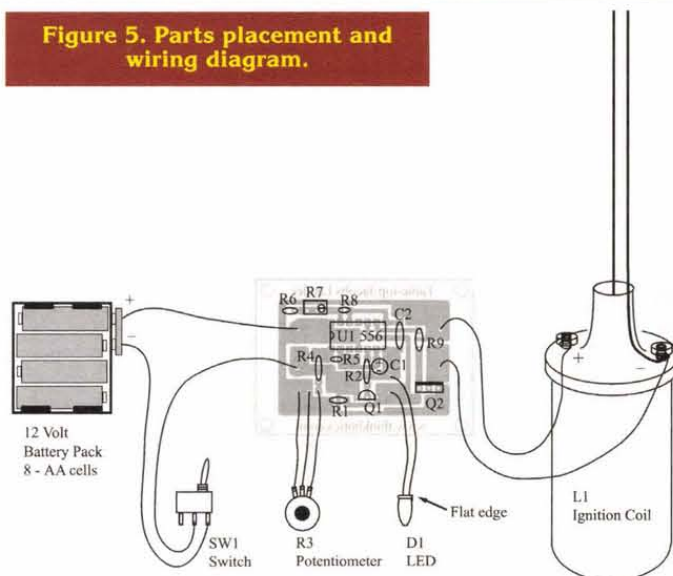 Figure 5. Parts placement and
wiring diagram.
+
−
12 Volt
Battery Pack
8 - AA cells
SW1
Switch
R6
R7
R8
C2
U1 556
R9
R4
R5
R2
C1
R1
Q1
Q2
R3
Potentiometer
D1
LED
Flat edge
+
−
L1
Ignition Coil